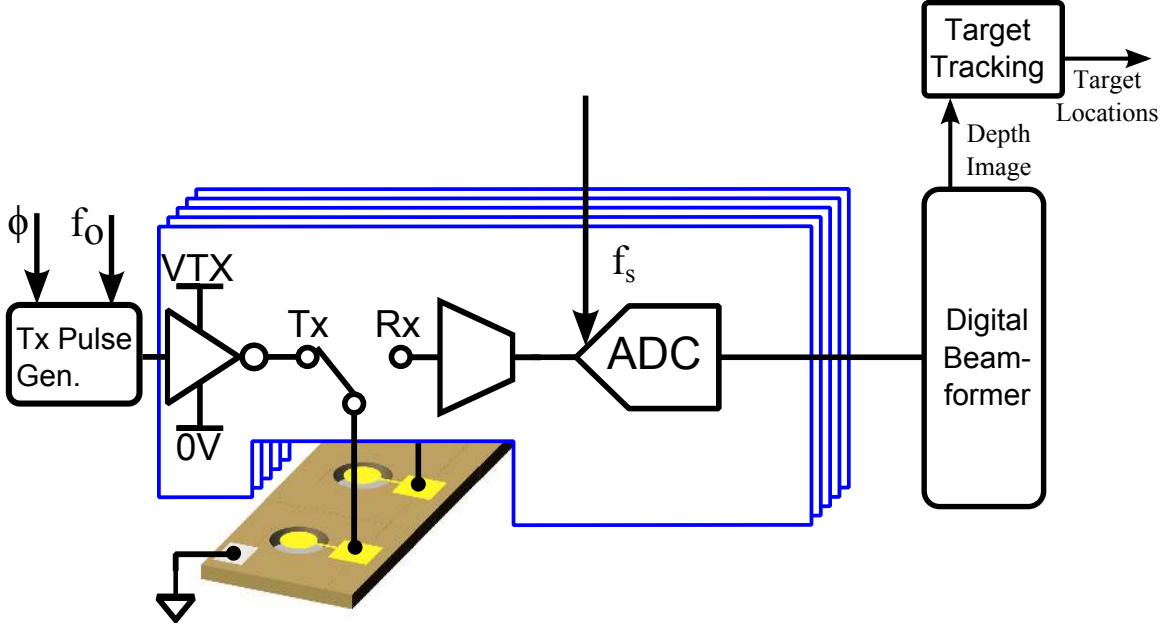 Target
Tracking
Target
Locations
Depth
Image
ϕ
fo
VTX
fs
Tx
Rx
Tx Pulse
Gen.
ADC
0V
Digital
Beam-
former